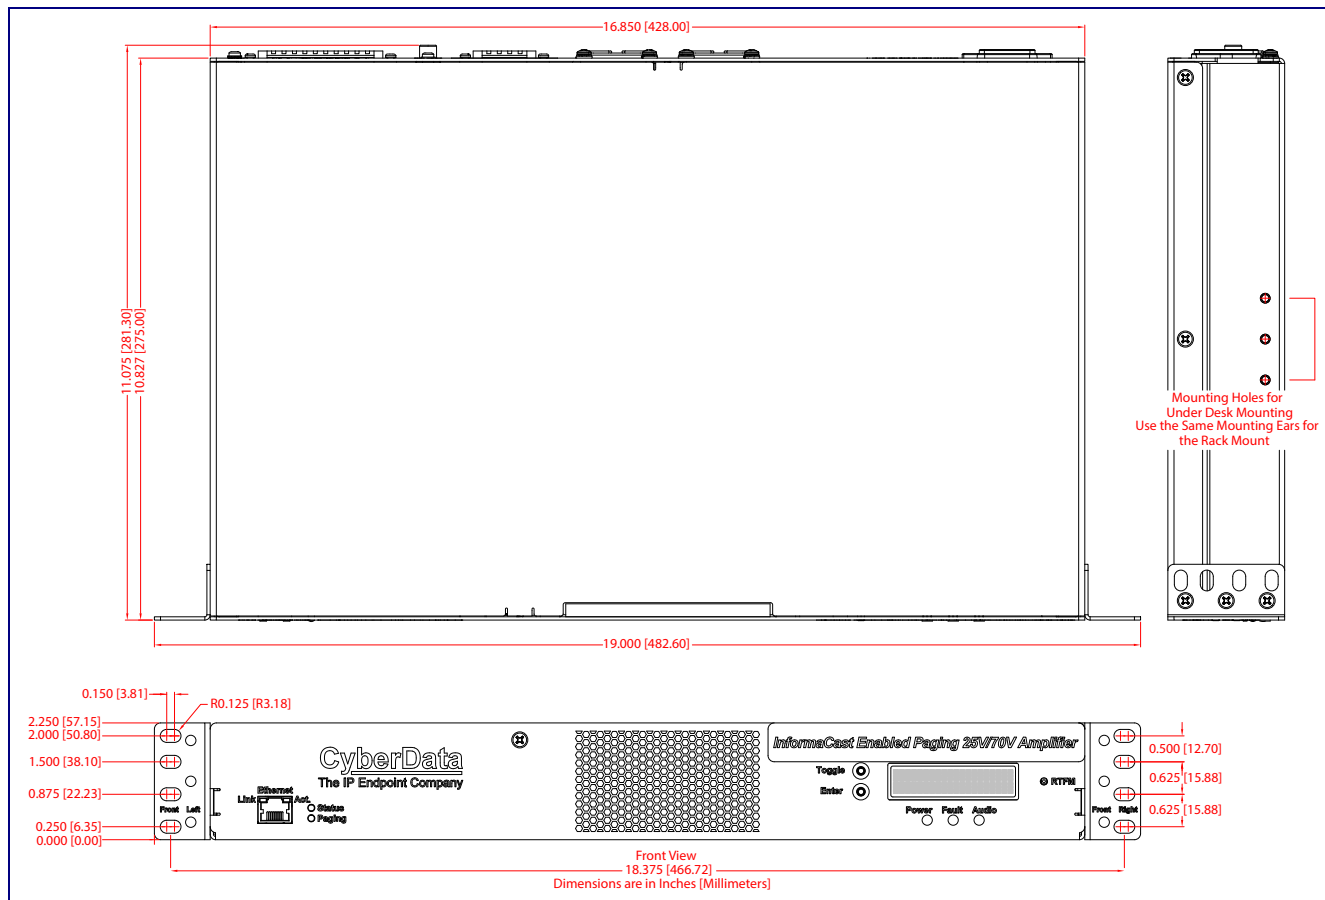 16.850 [428.00]
11.075 [281.30]
10.827 [275.00]
Mounting Holes for
Under Desk Mounting
Use the Same Mounting Ears for
the Rack Mount
19.000 [482.60]
0.150 [3.81]
R0.125 [R3.18]
2.250 [57.15]
2.000 [50.80]
1.500 [38.10]
0.875 [22.23]
0.250 [6.35]
0.000 [0.00]
Front Left
CyberData
The IP Endpoint Company
Ethernet
Link Act.
Status
Paging
InformaCast Enabled Paging 25V/70V Amplifier
Toggle
Enter
RTFM
Power Fault Audio
Front Right
0.500 [12.70]
0.625 [15.88]
0.625 [15.88]
Front View
18.375 [466.72]
Dimensions are in Inches [Millimeters]